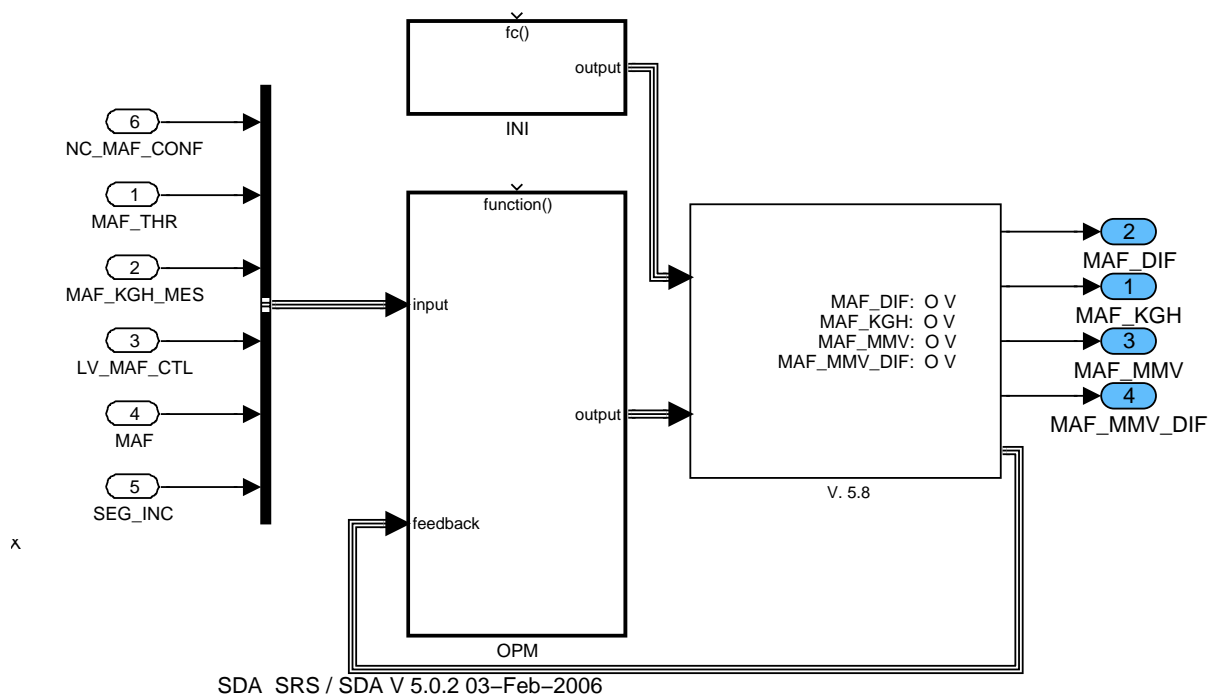 fc()
output
INI
6
NC_MAF_CONF
1
MAF_THR
2
MAF_KGH_MES
3
LV_MAF_CTL
4
MAF
5
SEG_INC
x
function()
input
output
feedback
OPM
MAF_DIF: O V
MAF_KGH: O V
MAF_MMV: O V
MAF_MMV_DIF: O V
V. 5.8
2
MAF_DIF
1
MAF_KGH
3
MAF_MMV
4
MAF_MMV_DIF
SDA SRS / SDA V 5.0.2 03–Feb–2006